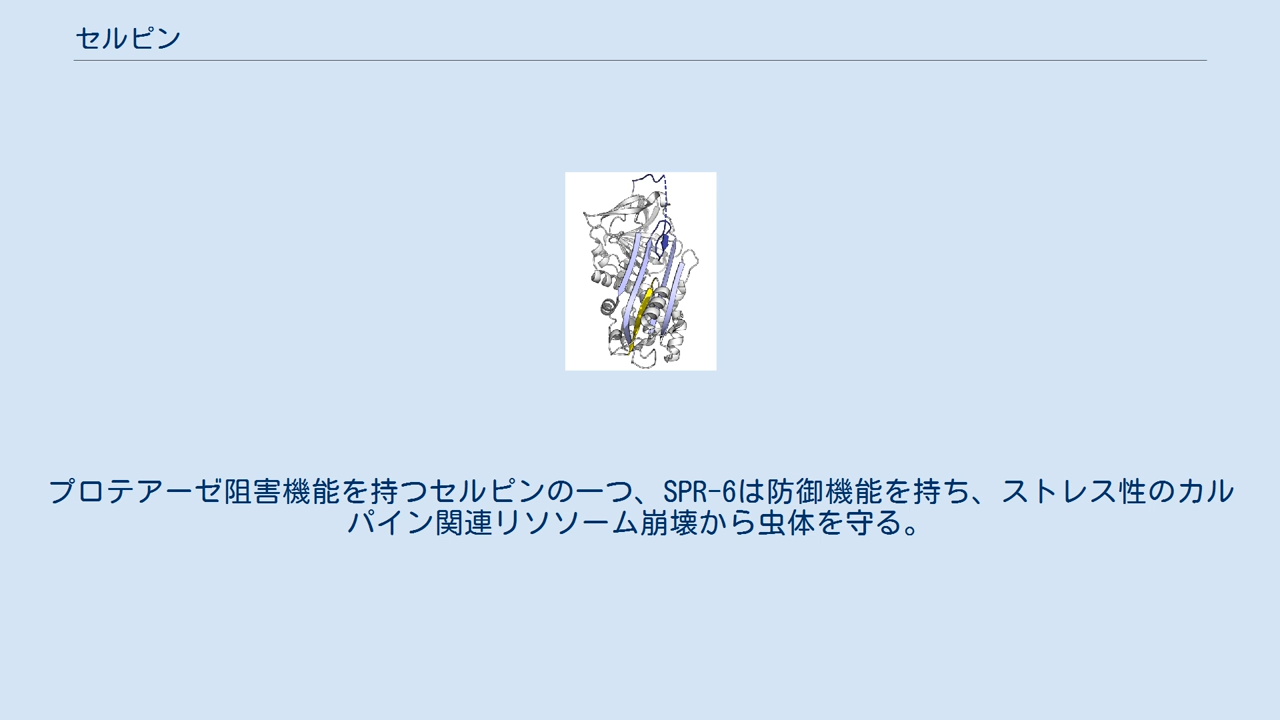 セルピン
プロテアーゼ阻害機能を持つセルピンの一つ、SPR-6は防御機能を持ち、ストレス性のカル
パイン関連リソソーム崩壊から虫体を守る。